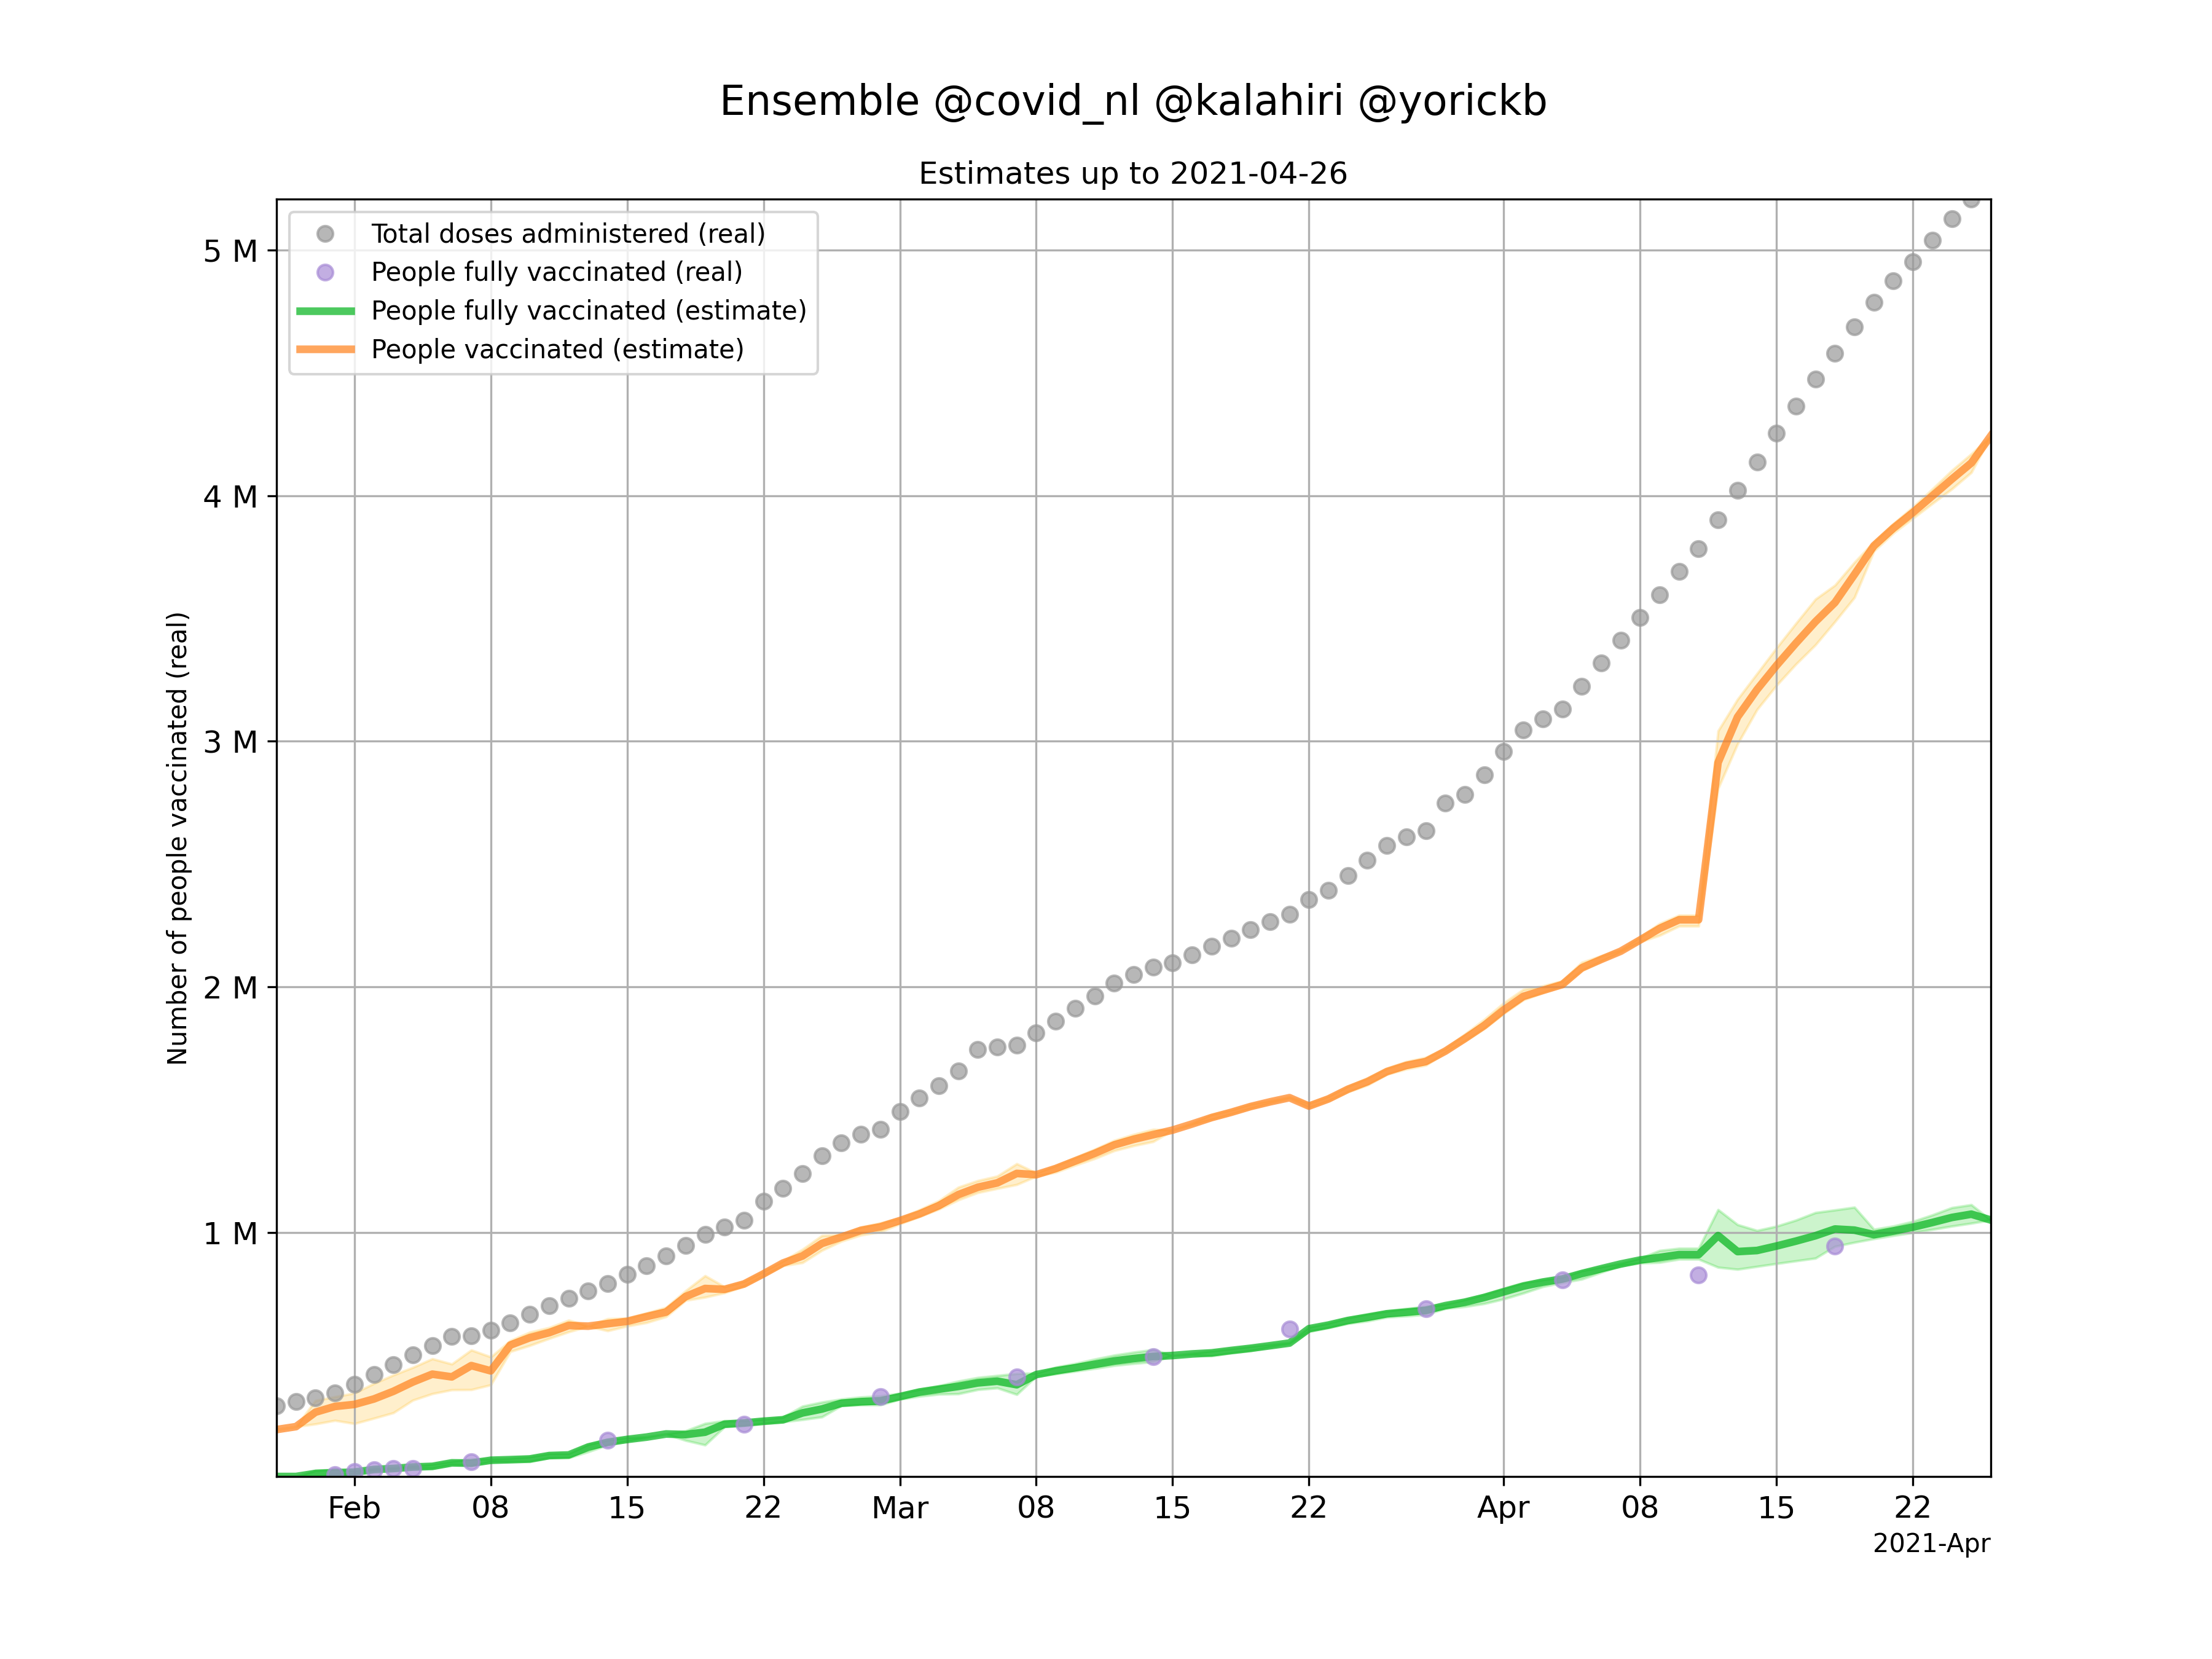 Ensemble @covid_nl @kalahiri @yorickb
Estimates up to 2021-04-26
Total doses administered (real)
People fully vaccinated (real)
People fully vaccinated (estimate)
People vaccinated (estimate)
Number of people vaccinated (real)
5 M
4 M
3 M
2 M
1 M
Feb 08 15 22 Mar 08 15 22 Apr 08 15 22
2021-Apr